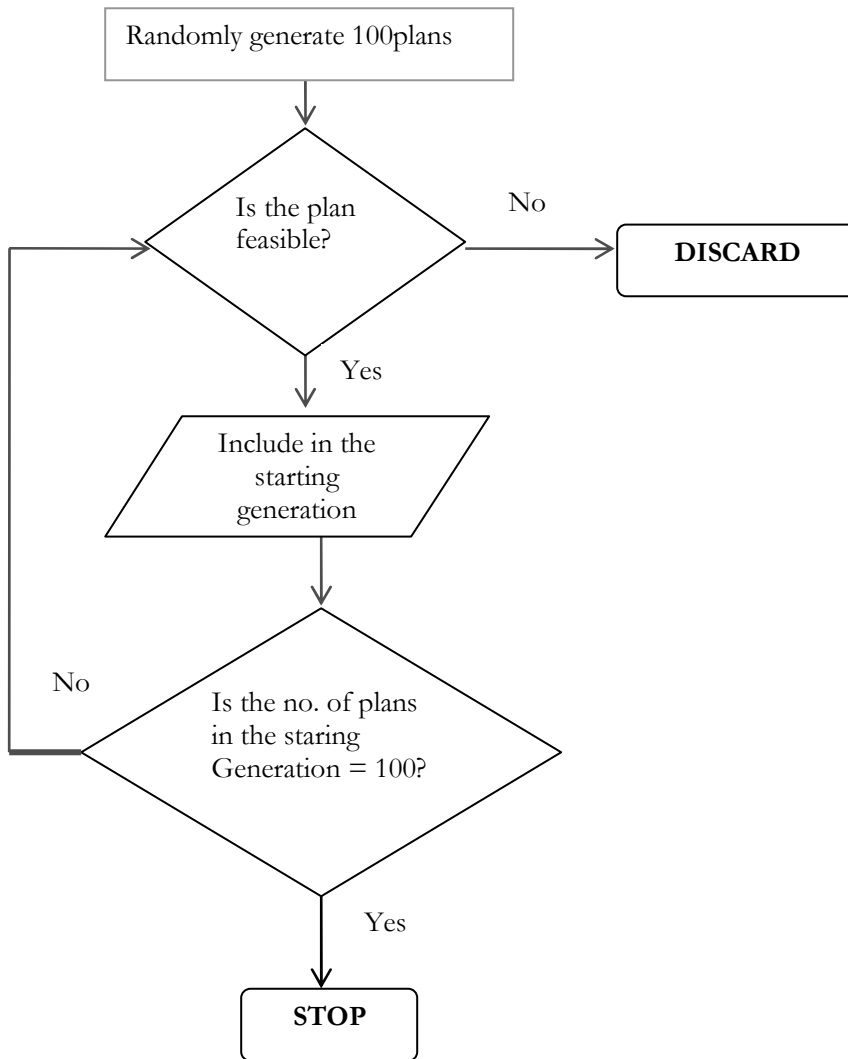 Randomly generate 100plans
Is the plan
feasible?
No
DISCARD
Yes
Include in the
starting
generation
No
Is the no. of plans
in the staring
Generation = 100?
Yes
STOP